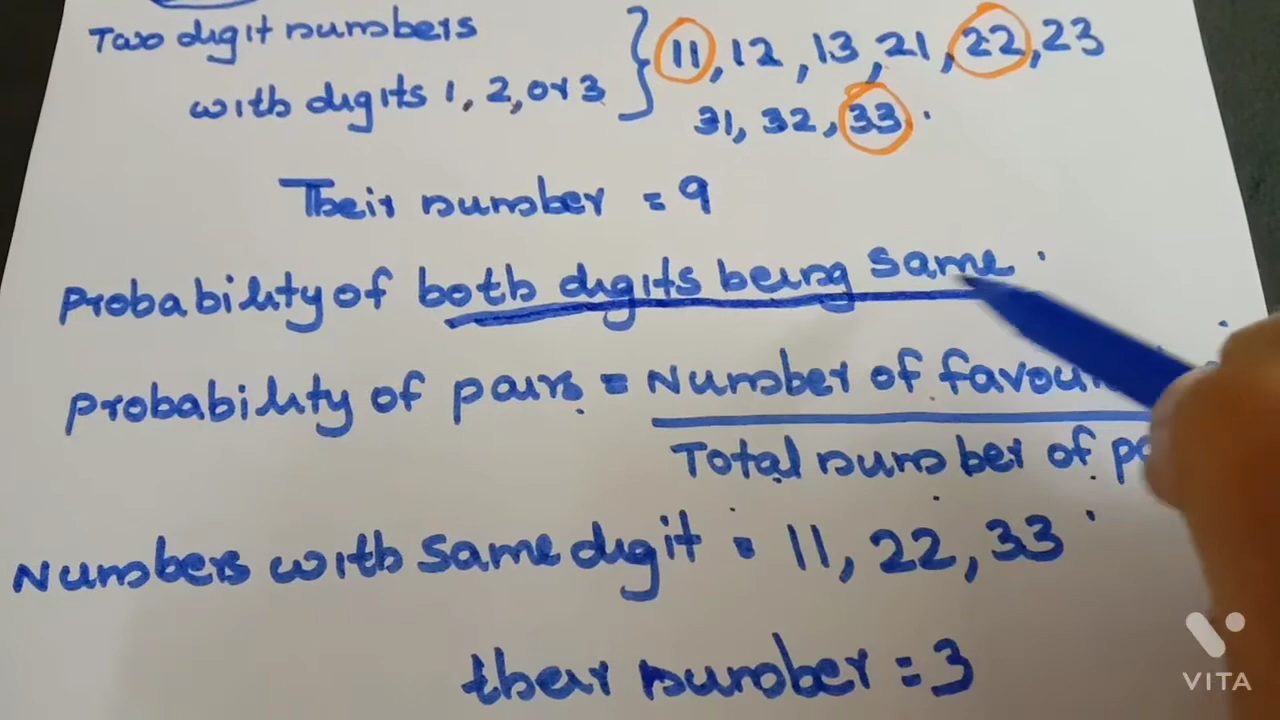 Two digit numbers
with digits 1, 2, or 3 } 11, 12, 13, 21, 22, 23
31, 32, 33.
Their number = 9
Probability of both digits being same.
Probability of pairs = Number of
Total number of
Numbers with same digit = 11, 22, 33
their number = 3
VITA